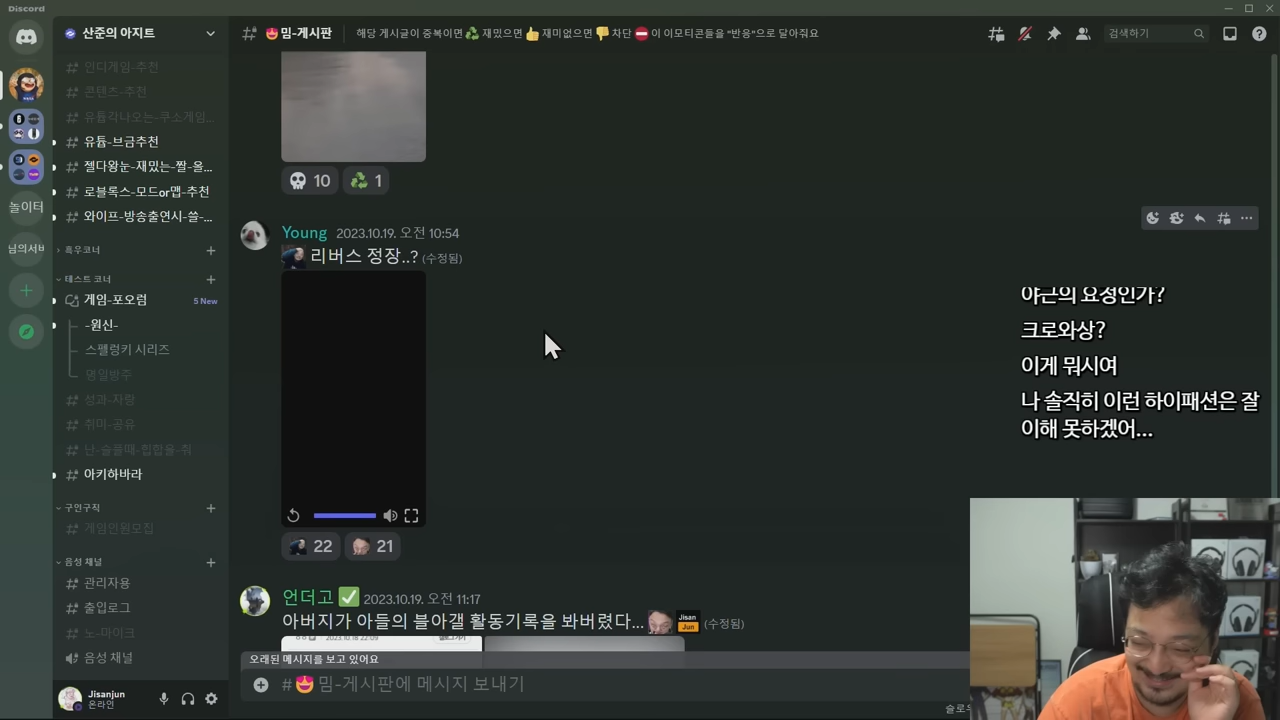 Discord
산준의 아지트
인디게임-추천
콘텐츠-추천
유튭각나오는-쿠소게임...
유튭-브금추천
젤다왕눈-재밌는-짤-올...
로블록스-모드or맵-추천
와이프-방송출연시-쓸-...
놀이터
님의서버
흑우코너
테스트 코너
게임-포오럼
5 New
-원신-
스펠렁키 시리즈
명일방주
성과-자랑
취미-공유
난-슬플때-힙합을-춰
아키하바라
구인구직
게임인원모집
음성 채널
관리자용
출입로그
노-마이크
음성 채널
Jisanjun
온라인
밈-게시판
해당 게시글이 중복이면 재밌으면 재미없으면 차단 이 이모티콘들을 "반응"으로 달아줘요
검색하기
10
1
Young 2023.10.19. 오전 10:54
리버스 정장..? (수정됨)
22
21
언더고 2023.10.19. 오전 11:17
아버지가 아들의 블아갤 활동기록을 봐버렸다... Jisan Jun (수정됨)
오래된 메시지를 보고 있어요
#밈-게시판에 메시지 보내기
야근의 요정인가?
크로와상?
이게 뭐시여
나 솔직히 이런 하이패션은 잘
이해 못하겠어...